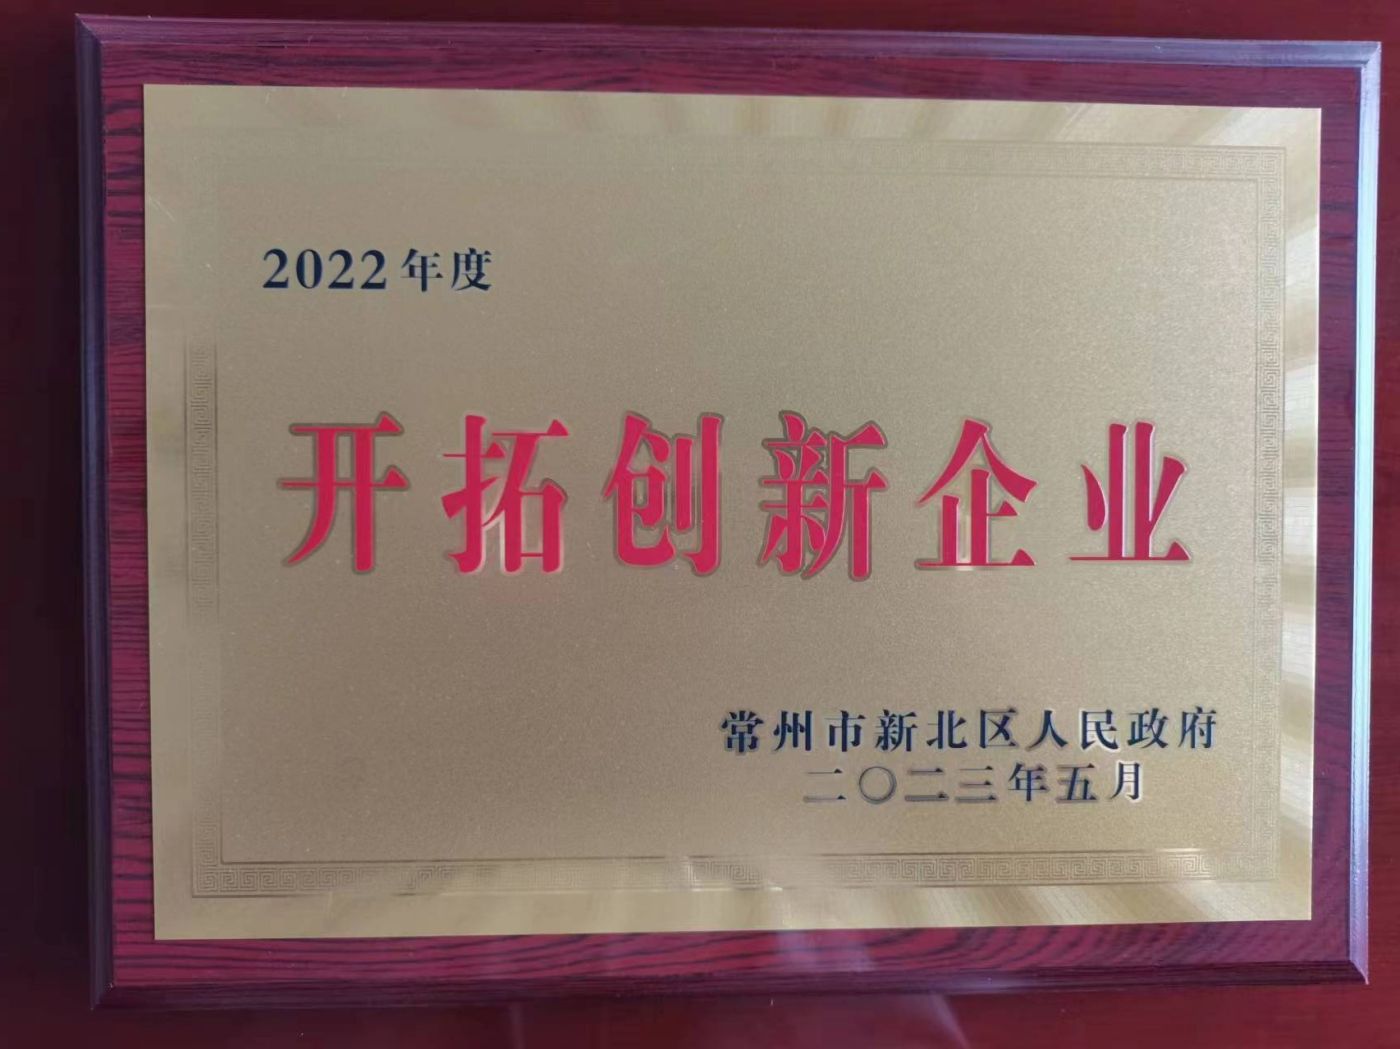 2022年度
开拓创新企业
常州市新北区人民政府
二〇二三年五月